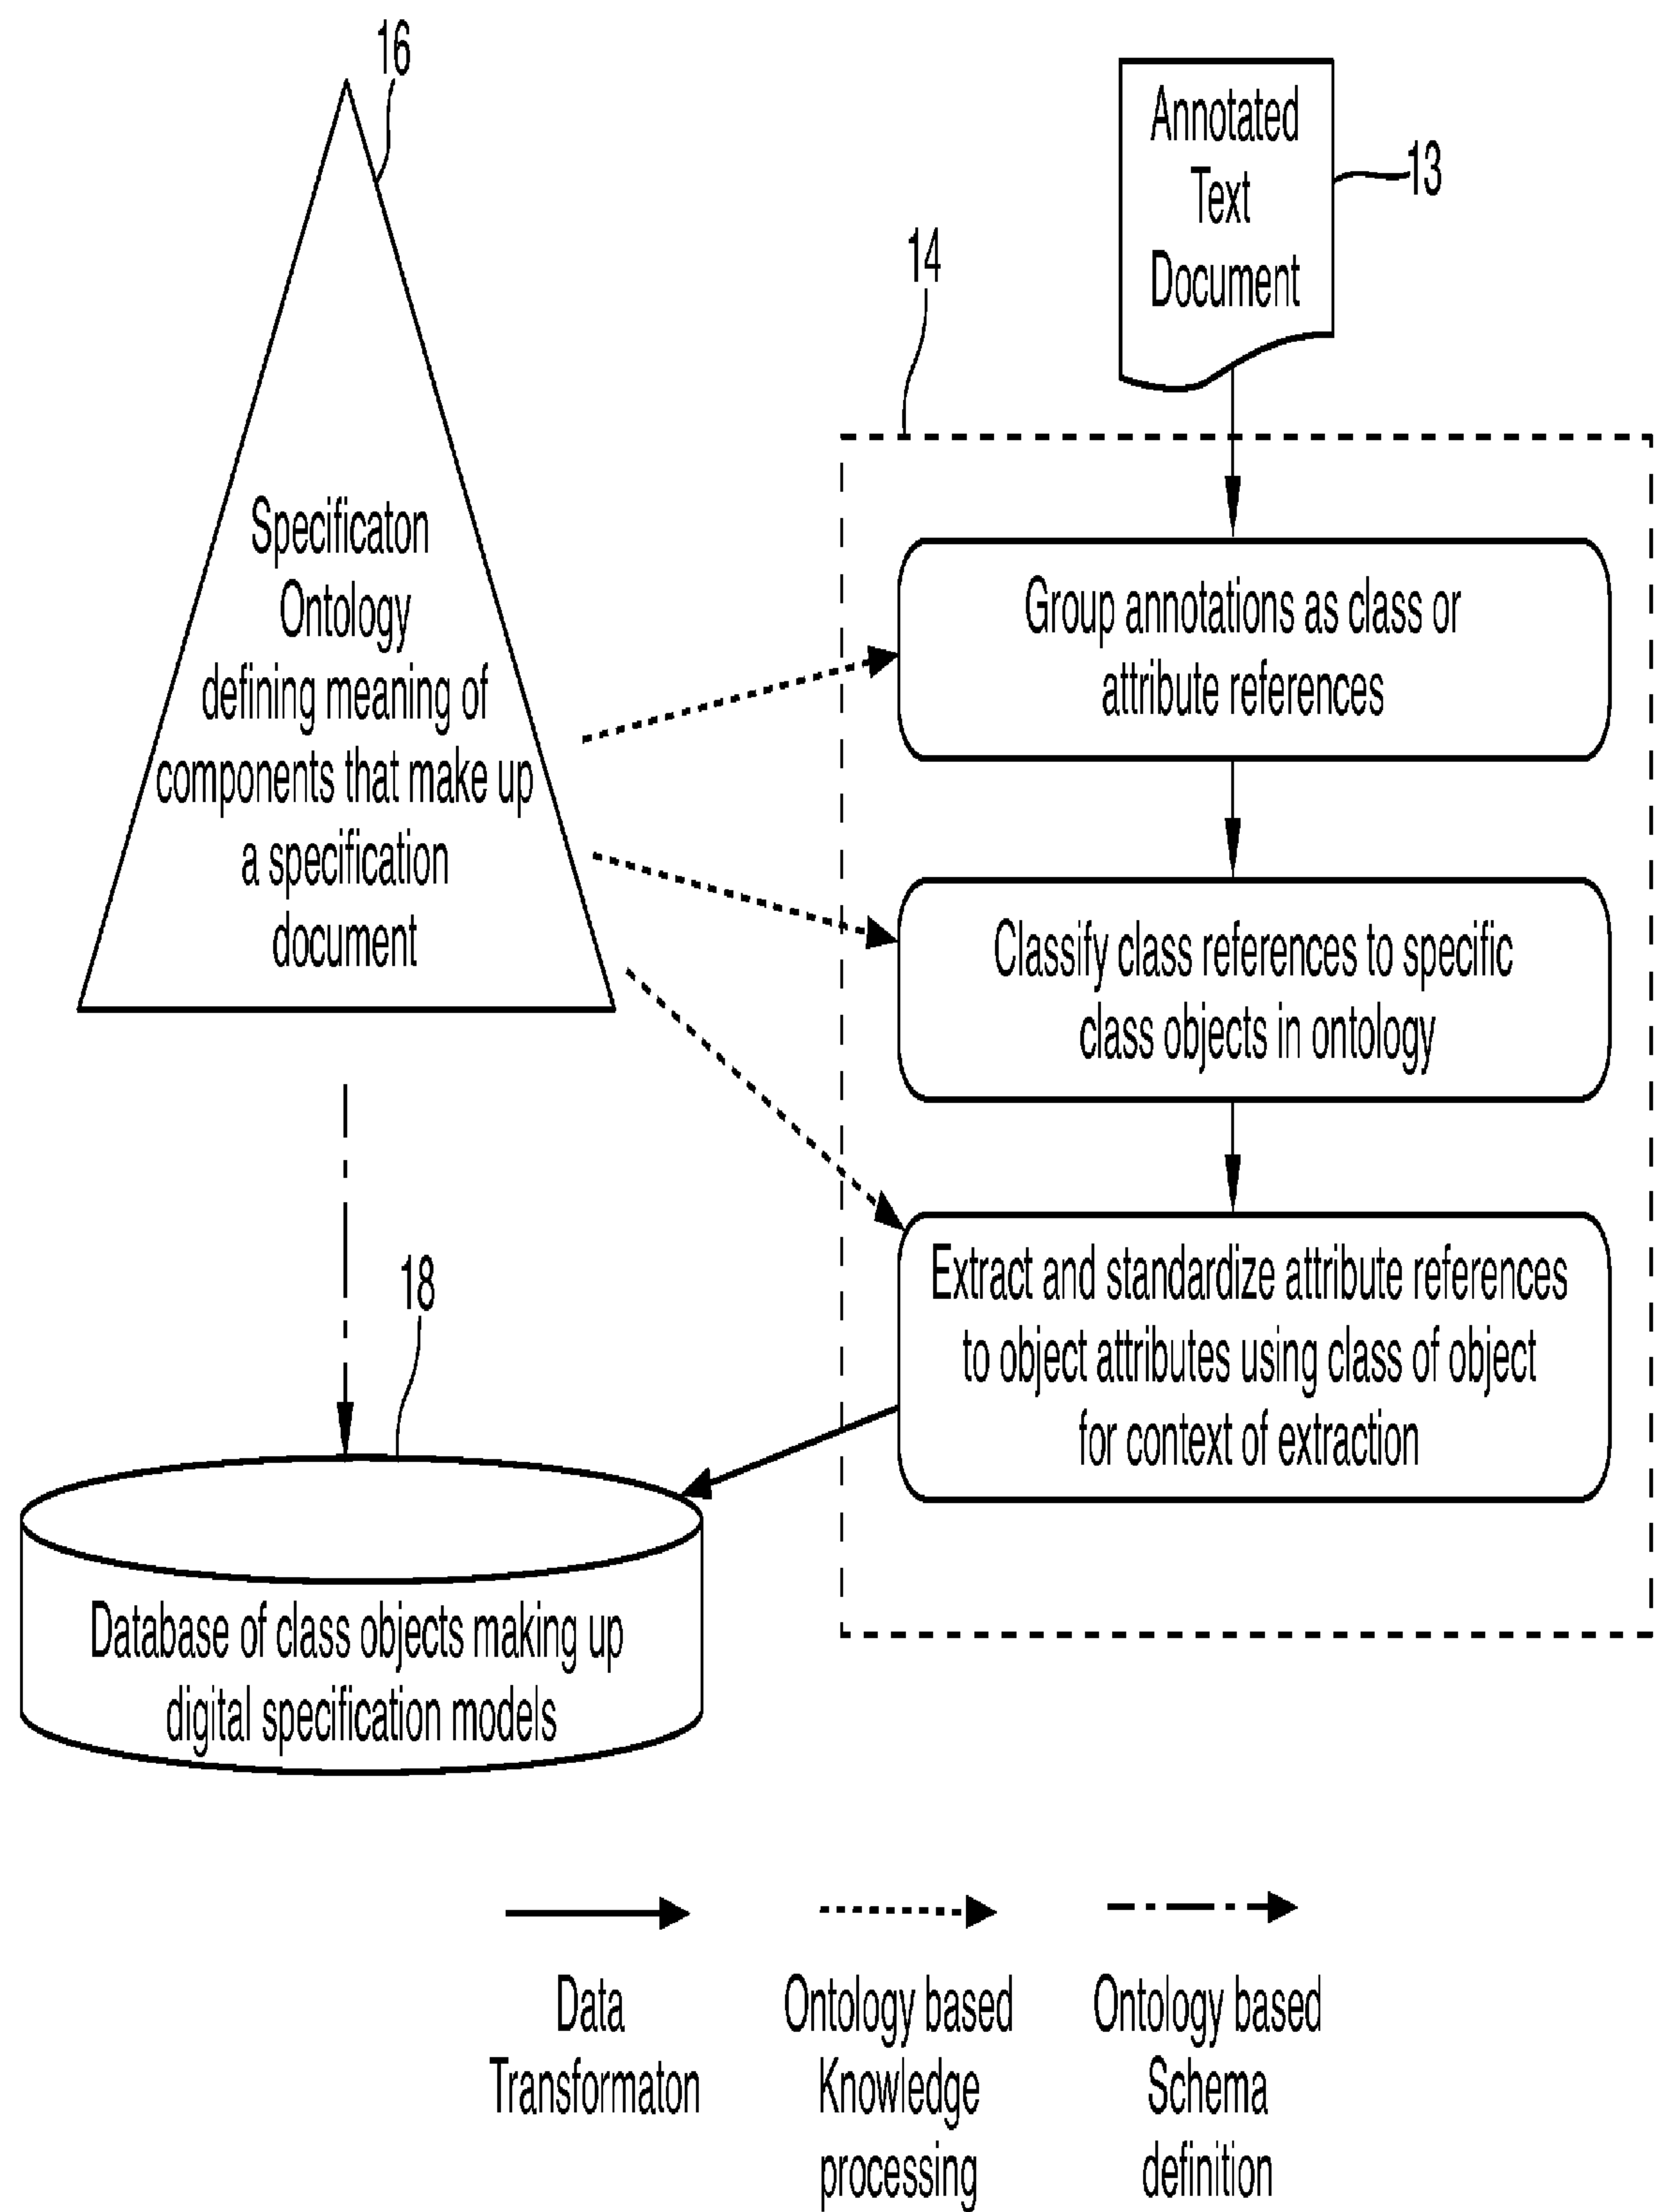 16
Annotated
Text
Document
13
14
Specificaton
Ontology
defining meaning of
components that make up
a specification
document
Group annotations as class or
attribute references
Classify class references to specific
class objects in ontology
Extract and standardize attribute references
to object attributes using class of object
for context of extraction
18
Database of class objects making up
digital specification models
Data
Transformaton
Ontology based
Knowledge
processing
Ontology based
Schema
definition